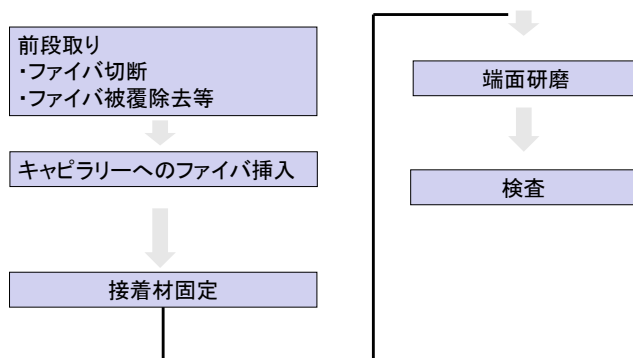 前段取り
・ファイバ切断
・ファイバ被覆除去等
キャピラリーへのファイバ挿入
接着材固定
端面研磨
検査